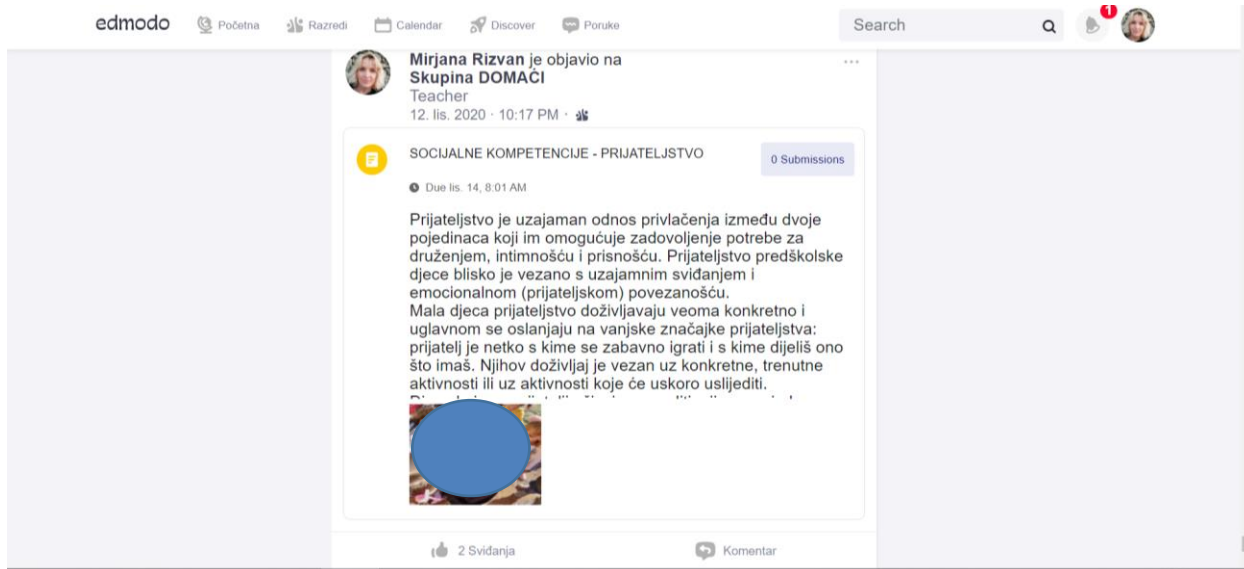 edmodo Početna Razredi Calendar Discover Poruke Search 1
Mirjana Rizvan je objavio na
Skupina DOMAĆI
Teacher
12. lis. 2020 · 10:17 PM ·
SOCIJALNE KOMPETENCIJE - PRIJATELJSTVO
0 Submissions
Due lis. 14, 8:01 AM
Prijateljstvo je uzajaman odnos privlačenja između dvoje
pojedinaca koji im omogućuje zadovoljenje potrebe za
druženjem, intimnošću i prisnošću. Prijateljstvo predškolske
djece blisko je vezano s uzajamnim sviđanjem i
emocionalnom (prijateljskom) povezanošću.
Mala djeca prijateljstvo doživljavaju veoma konkretno i
uglavnom se oslanjaju na vanjske značajke prijateljstva:
prijatelj je netko s kime se zabavno igrati i s kime dijeliš ono
što imaš. Njihov doživljaj je vezan uz konkretne, trenutne
aktivnosti ili uz aktivnosti koje će uskoro uslijediti.
2 Sviđanja Komentar